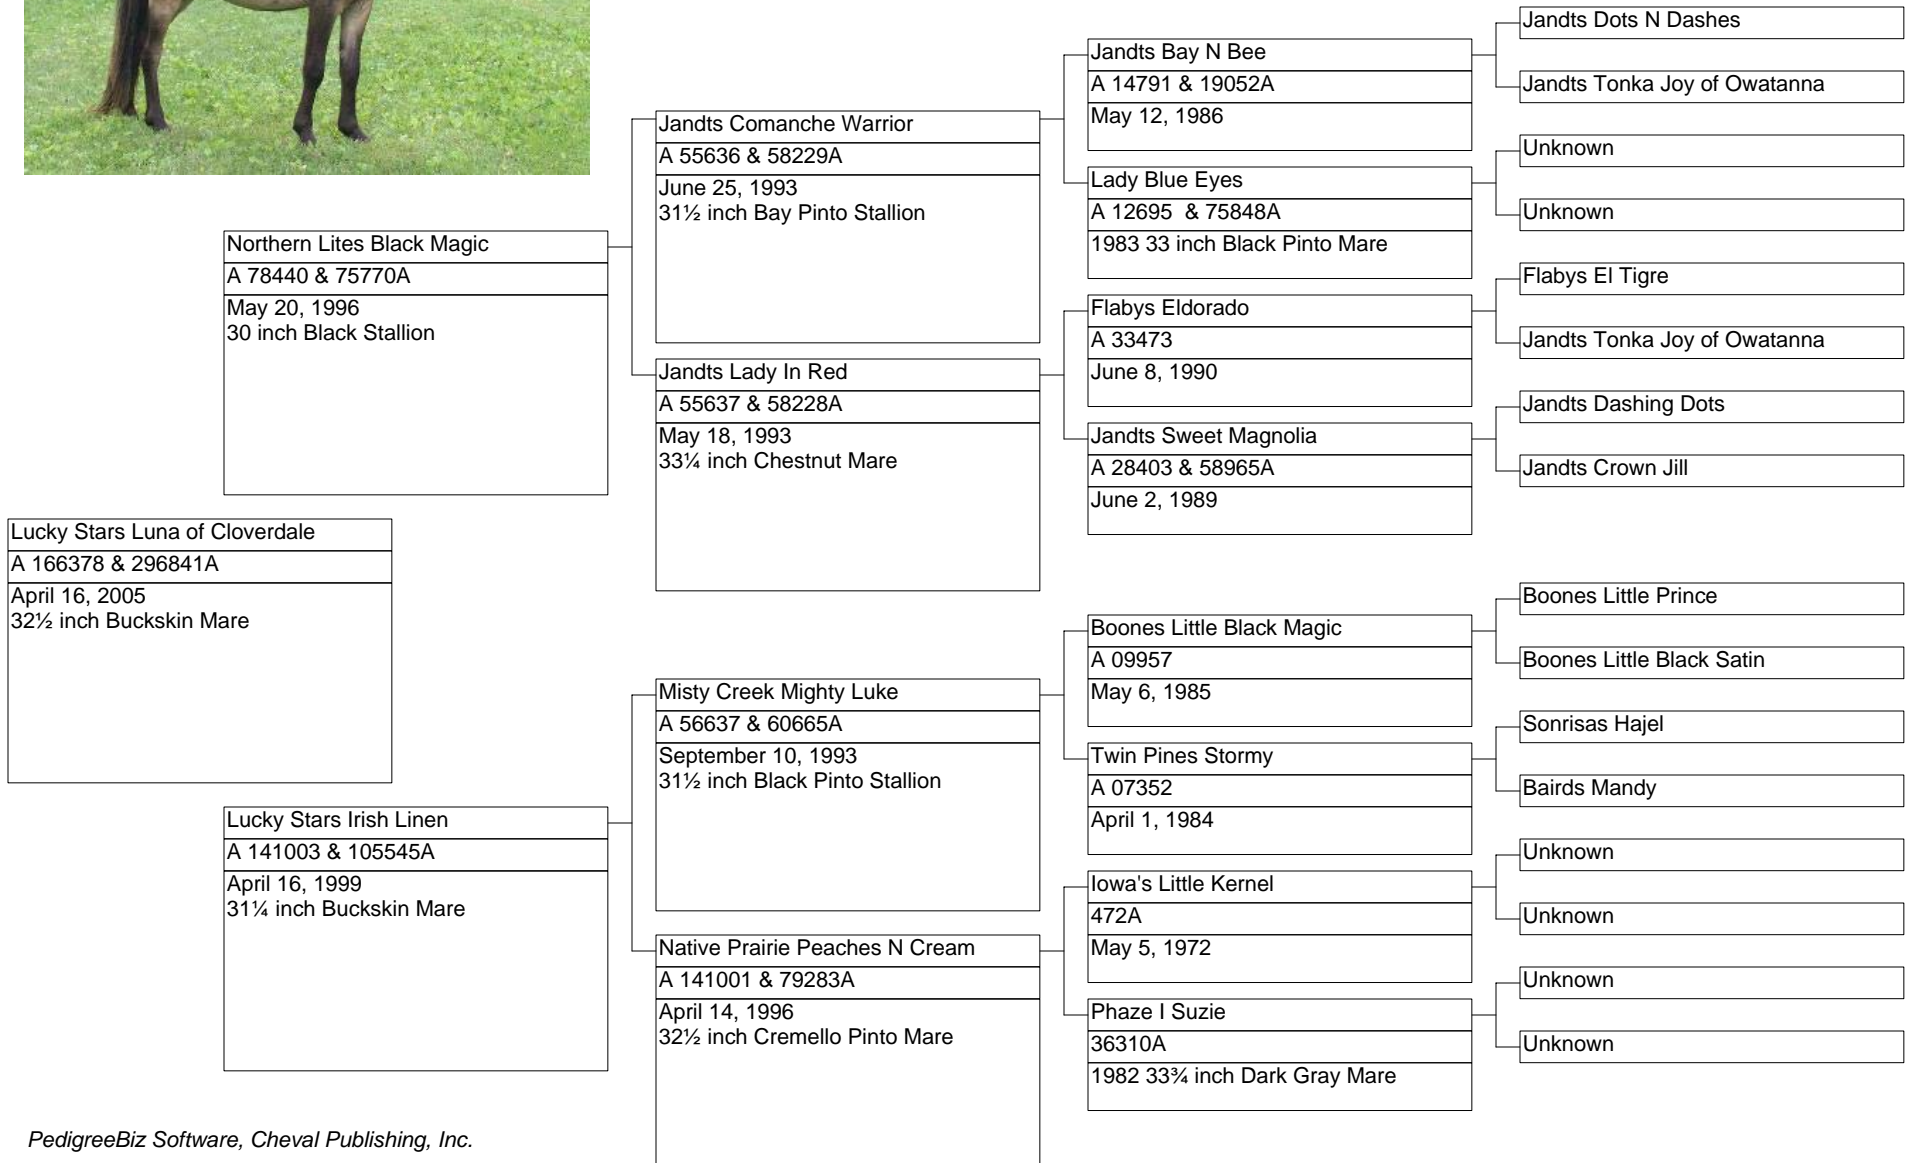 Jandts Dots N Dashes
Jandts Bay N Bee
A 14791 & 19052A
May 12, 1986
Jandts Tonka Joy of Owatanna
Jandts Comanche Warrior
A 55636 & 58229A
June 25, 1993
31½ inch Bay Pinto Stallion
Unknown
Lady Blue Eyes
A 12695  & 75848A
1983 33 inch Black Pinto Mare
Unknown
Northern Lites Black Magic
A 78440 & 75770A
May 20, 1996
30 inch Black Stallion
Flabys El Tigre
Flabys Eldorado
A 33473
June 8, 1990
Jandts Tonka Joy of Owatanna
Jandts Lady In Red
A 55637 & 58228A
May 18, 1993
33¼ inch Chestnut Mare
Jandts Dashing Dots
Jandts Sweet Magnolia
A 28403 & 58965A
June 2, 1989
Jandts Crown Jill
Lucky Stars Luna of Cloverdale
A 166378 & 296841A
April 16, 2005
32½ inch Buckskin Mare
Boones Little Prince
Boones Little Black Magic
A 09957
May 6, 1985
Boones Little Black Satin
Misty Creek Mighty Luke
A 56637 & 60665A
September 10, 1993
31½ inch Black Pinto Stallion
Sonrisas Hajel
Twin Pines Stormy
A 07352
April 1, 1984
Bairds Mandy
Lucky Stars Irish Linen
A 141003 & 105545A
April 16, 1999
31¼ inch Buckskin Mare
Unknown
Iowa's Little Kernel
472A
May 5, 1972
Unknown
Native Prairie Peaches N Cream
A 141001 & 79283A
April 14, 1996
32½ inch Cremello Pinto Mare
Unknown
Phaze I Suzie
36310A
1982 33¾ inch Dark Gray Mare
Unknown
PedigreeBiz Software, Cheval Publishing, Inc.